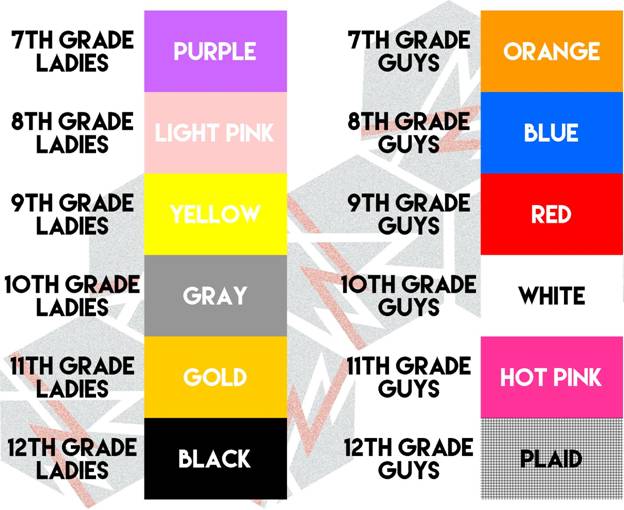 7TH GRADE
LADIES
PURPLE
7TH GRADE
GUYS
ORANGE
8TH GRADE
LADIES
LIGHT PINK
8TH GRADE
GUYS
BLUE
9TH GRADE
LADIES
YELLOW
9TH GRADE
GUYS
RED
10TH GRADE
LADIES
GRAY
10TH GRADE
GUYS
WHITE
11TH GRADE
LADIES
GOLD
11TH GRADE
GUYS
HOT PINK
12TH GRADE
LADIES
BLACK
12TH GRADE
GUYS
PLAID